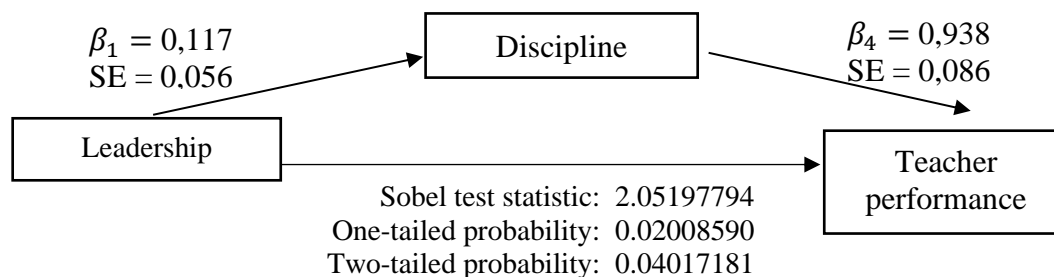 β₁ = 0,117
SE = 0,056
Discipline
β₄ = 0,938
SE = 0,086
Leadership
Teacher
performance
Sobel test statistic: 2.05197794
One-tailed probability: 0.02008590
Two-tailed probability: 0.04017181